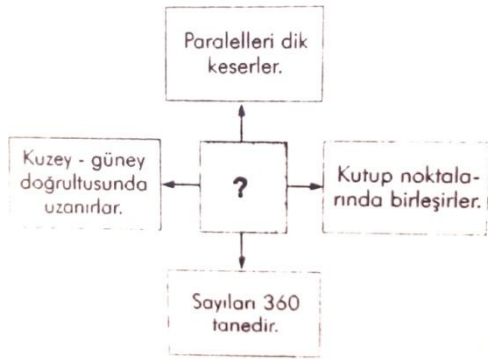 Paralelleri dik
keserler.
Kuzey - güney
doğrultusunda
uzanırlar.
?
Kutup noktala-
rında birleşirler.
Sayıları 360
tanedir.